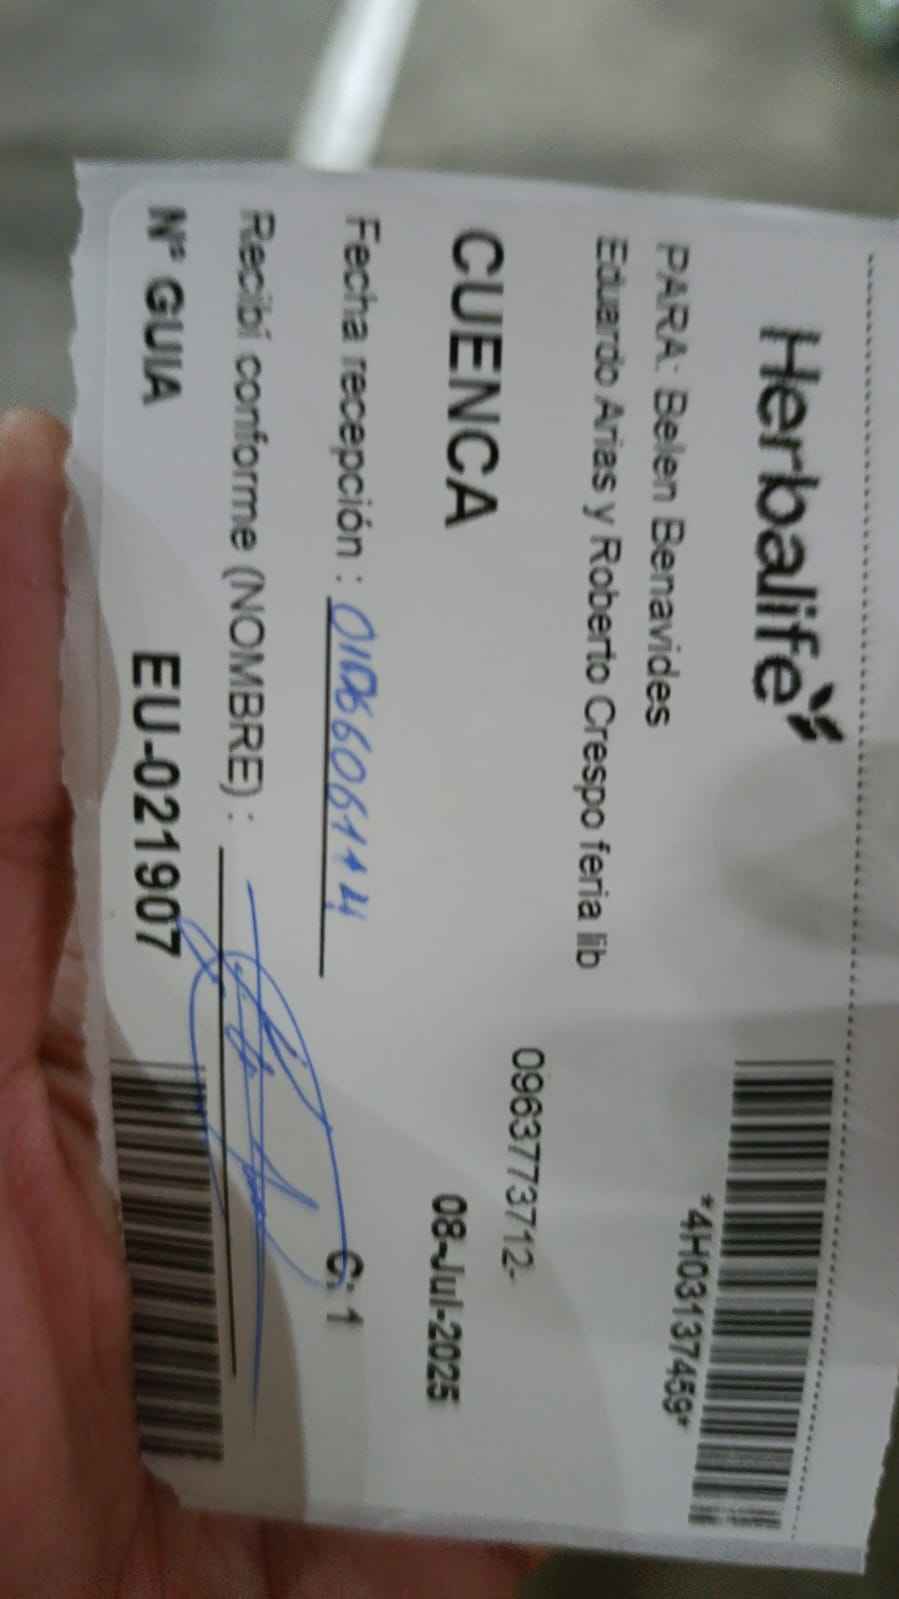 Herbalife
*4H03137459*
PARA: Belen Benavides
Eduardo Arias y Roberto Crespo feria lib
0963773712-
CUENCA
08-Jul-2025
Fecha recepción :
C: 1
Recibí conforme (NOMBRE) :
N° GUIA EU-021907